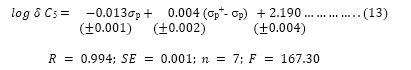 log δ C₅ = -0.013σₚ + 0.004 (σₚ⁺- σₚ) + 2.190 … … … … . . (13)
(±0.001) (±0.002) (±0.004)
R = 0.994; SE = 0.001; n = 7; F = 167.30